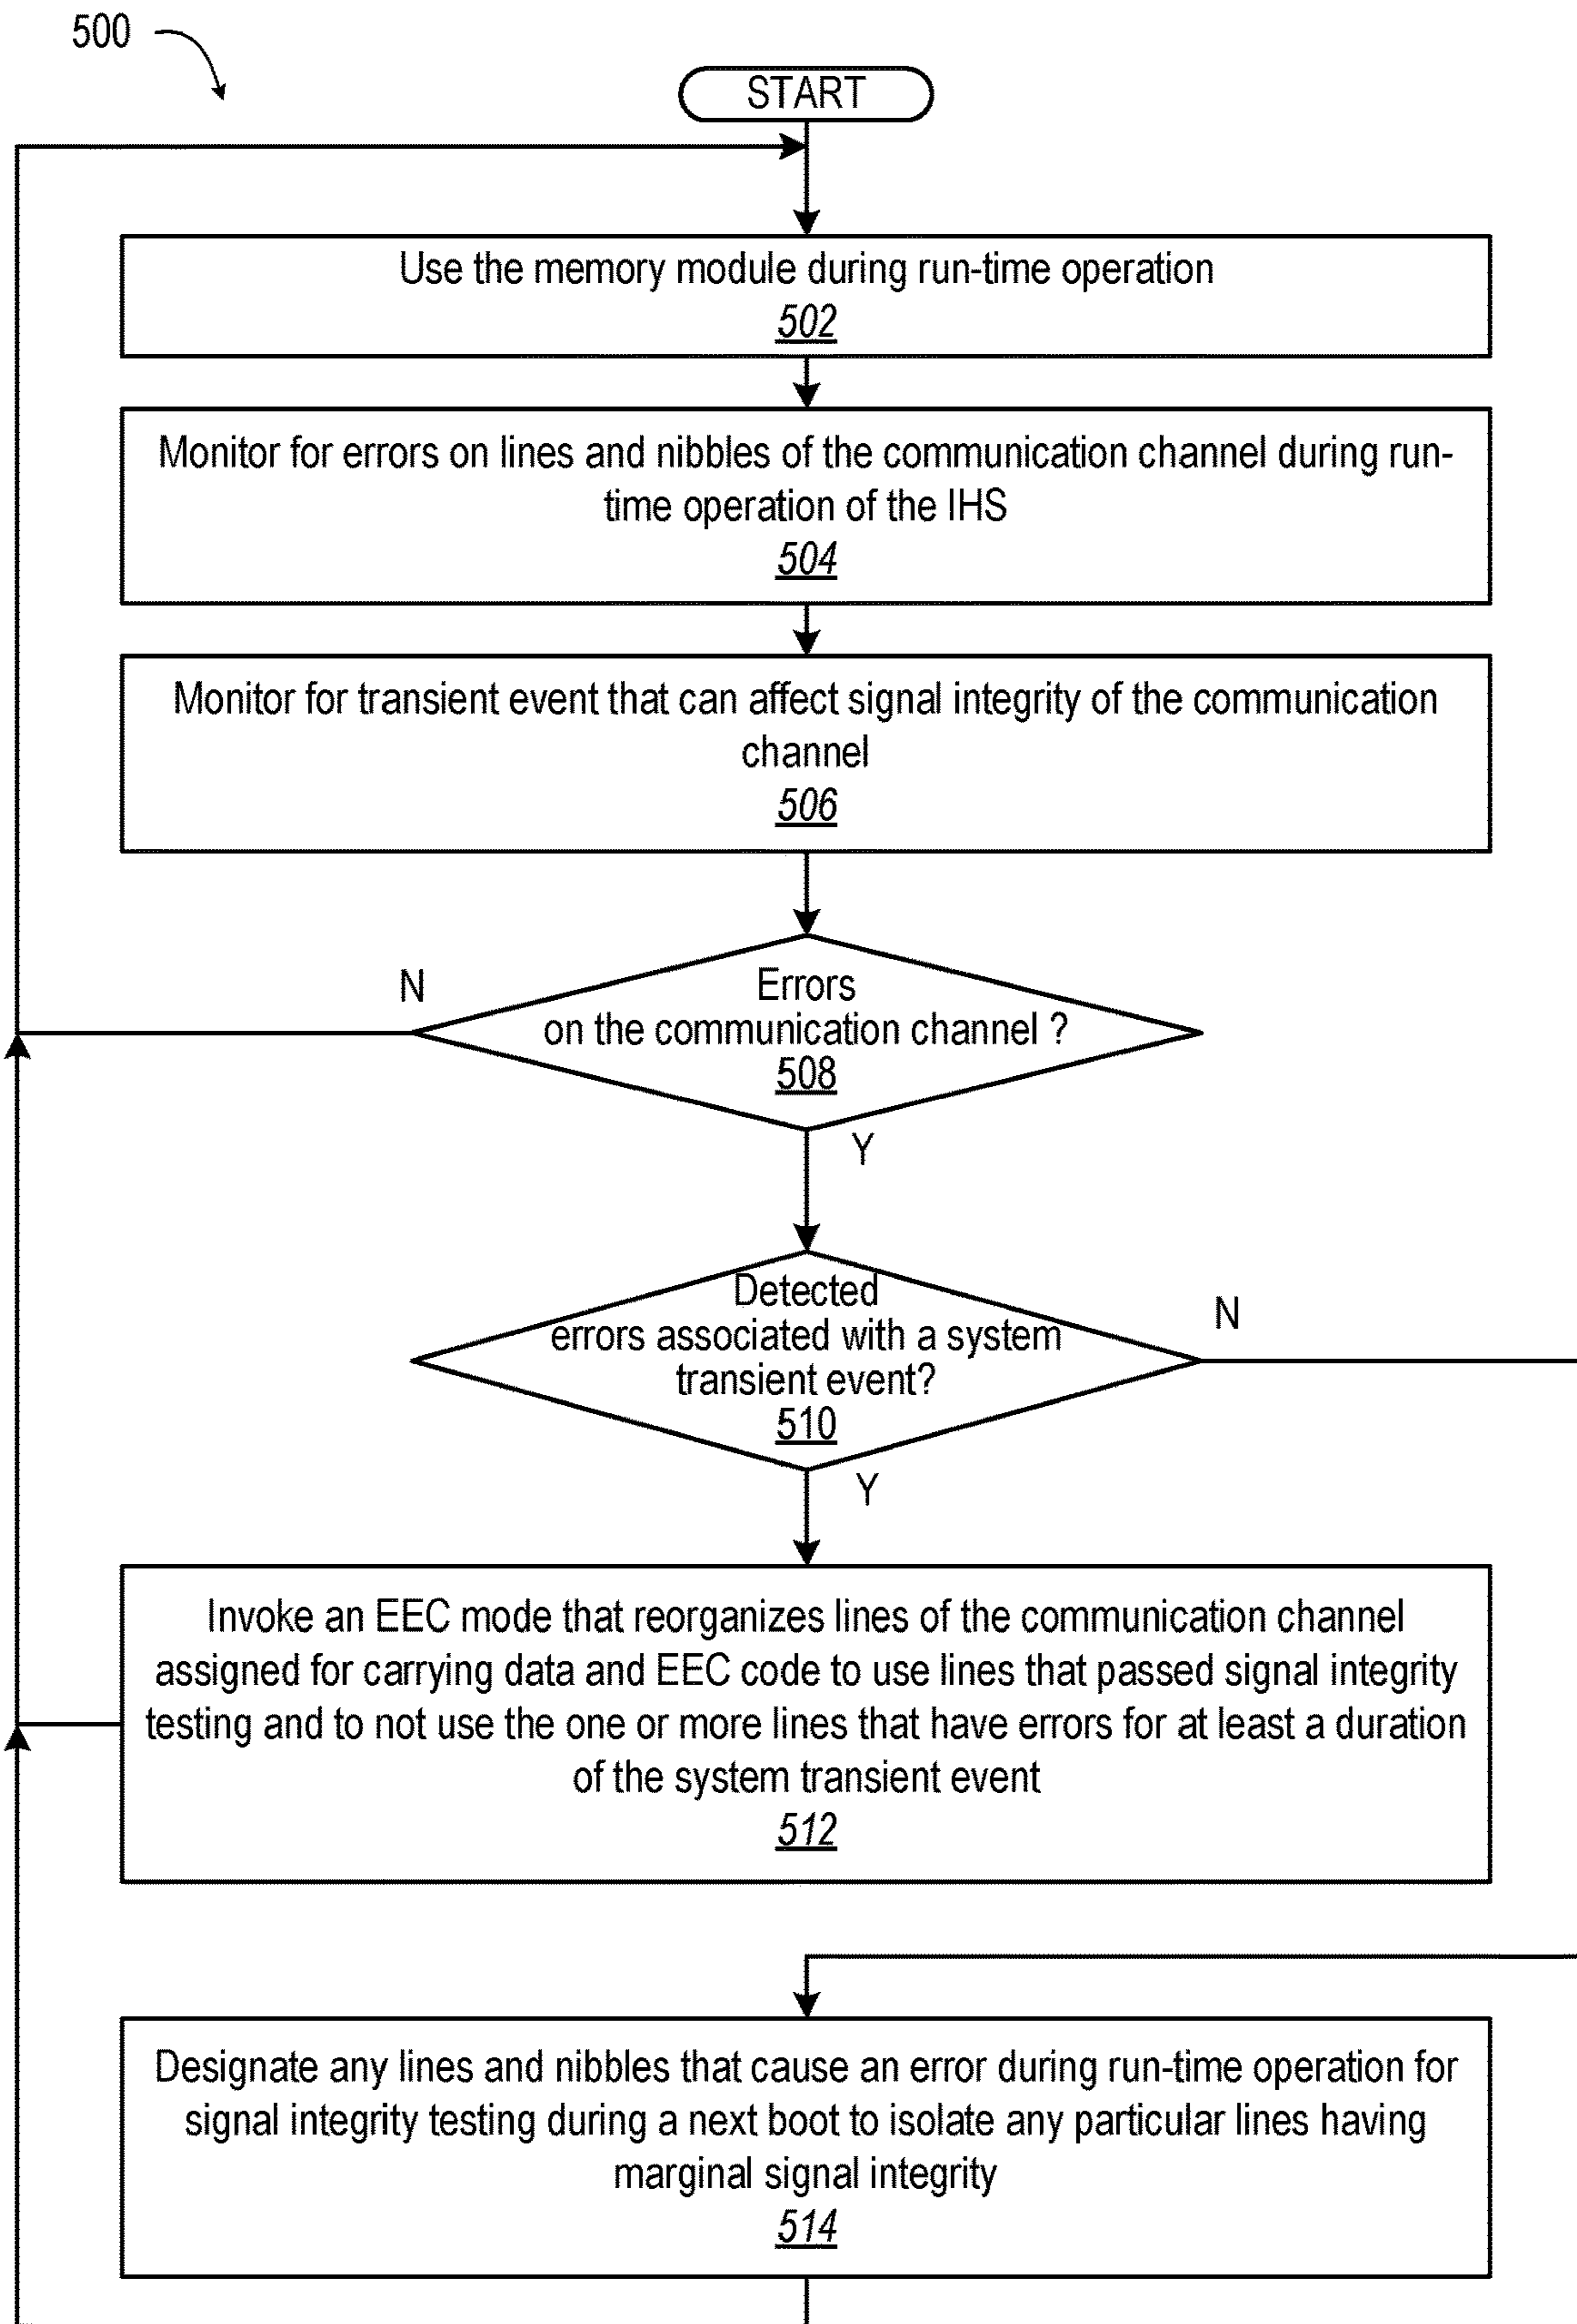 500
START
Use the memory module during run-time operation
502
Monitor for errors on lines and nibbles of the communication channel during run-
time operation of the IHS
504
Monitor for transient event that can affect signal integrity of the communication
channel
506
N
Errors
on the communication channel ?
508
Y
Detected
errors associated with a system
transient event?
510
N
Y
Invoke an EEC mode that reorganizes lines of the communication channel
assigned for carrying data and EEC code to use lines that passed signal integrity
testing and to not use the one or more lines that have errors for at least a duration
of the system transient event
512
Designate any lines and nibbles that cause an error during run-time operation for
signal integrity testing during a next boot to isolate any particular lines having
marginal signal integrity
514